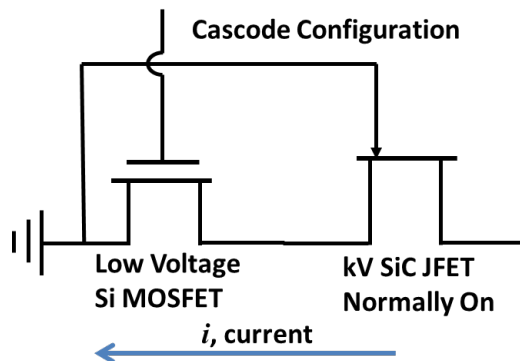 Cascode Configuration
Low Voltage
Si MOSFET
kV SiC JFET
Normally On
i, current